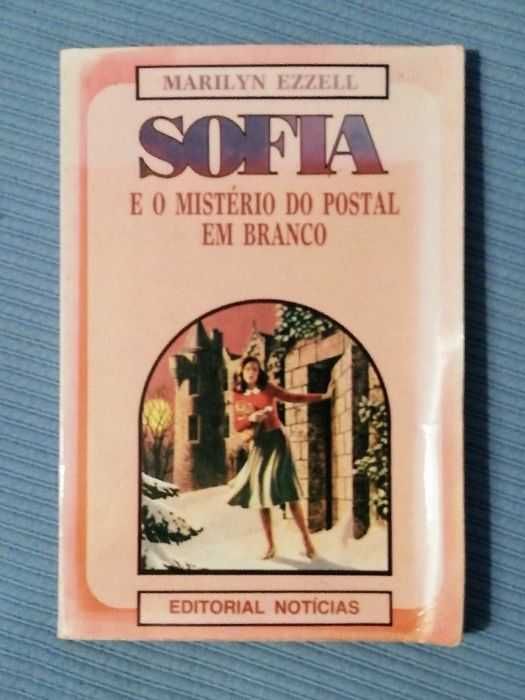 MARILYN EZZELL
SOFIA
E O MISTÉRIO DO POSTAL
EM BRANCO
EDITORIAL NOTÍCIAS